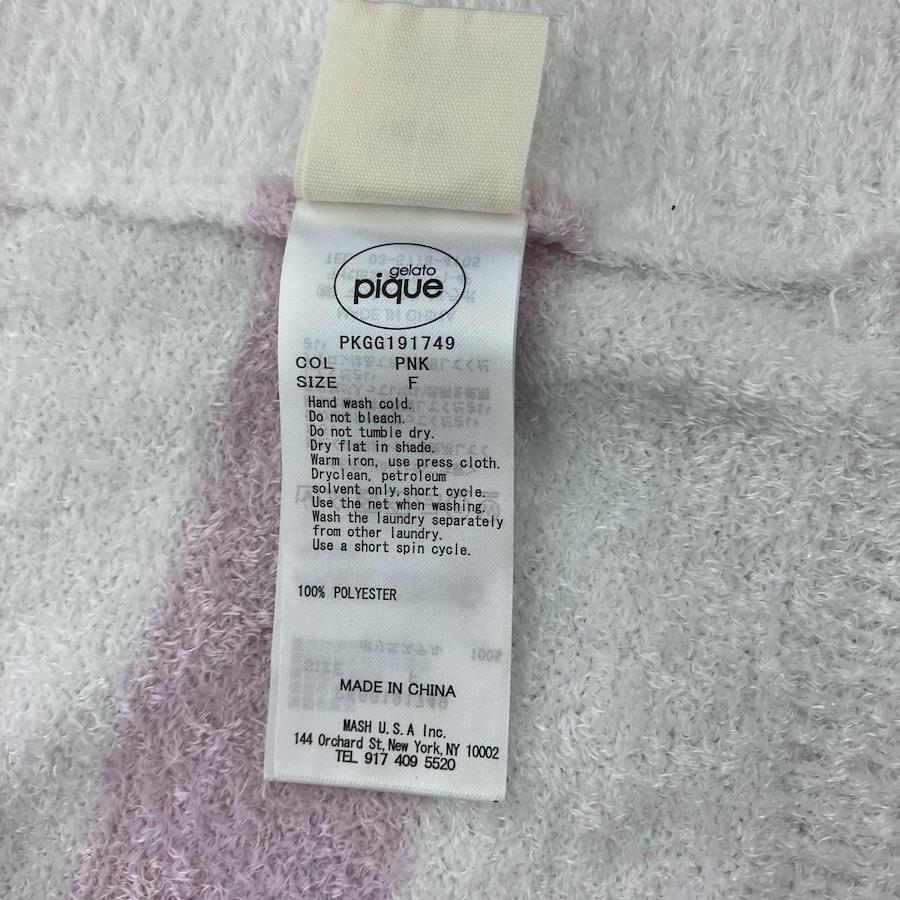 gelato
pique
PKGG191749
COL PNK
SIZE F
Hand wash cold.
Do not bleach.
Do not tumble dry.
Dry flat in shade.
Warm iron, use press cloth.
Dryclean, petroleum
solvent only,short cycle.
Use the net when washing.
Wash the laundry separately
from other laundry.
Use a short spin cycle.
100% POLYESTER
MADE IN CHINA
MASH U.S.A Inc.
144 Orchard St,New York,NY 10002
TEL 917 409 5520